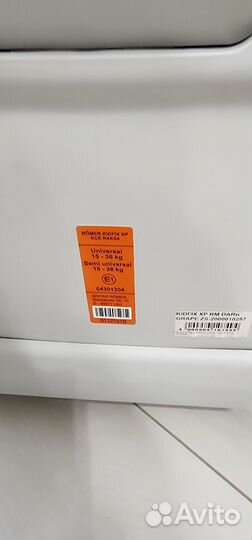 RÖMER KIDFIX XP
ECE R44/04
Universal
15 - 36 kg
Semi universal
15 - 36 kg
E1
04301304
BRITAX RÖMER
KIDFIX XP RM DARK
GRAPE ZS-2000010257
Avito